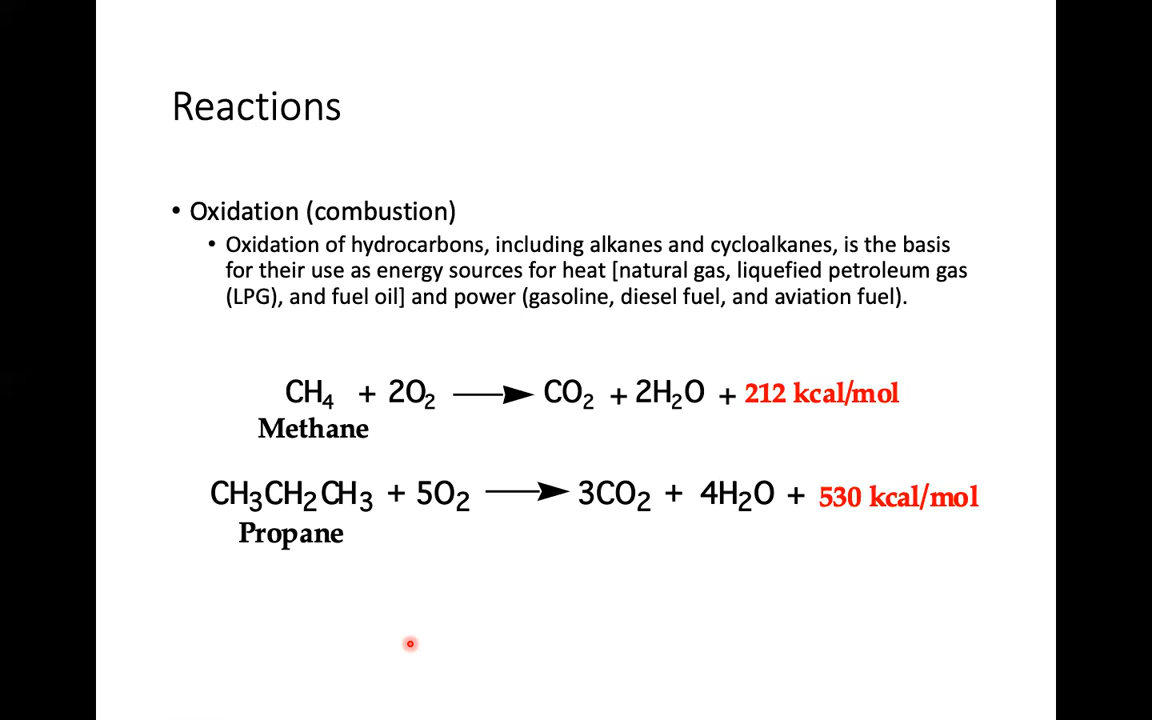 Reactions
• Oxidation (combustion)
• Oxidation of hydrocarbons, including alkanes and cycloalkanes, is the basis
for their use as energy sources for heat [natural gas, liquefied petroleum gas
(LPG), and fuel oil] and power (gasoline, diesel fuel, and aviation fuel).
CH₄ + 2O₂ ⟶ CO₂ + 2H₂O + 212 kcal/mol
Methane
CH₃CH₂CH₃ + 5O₂ ⟶ 3CO₂ + 4H₂O + 530 kcal/mol
Propane